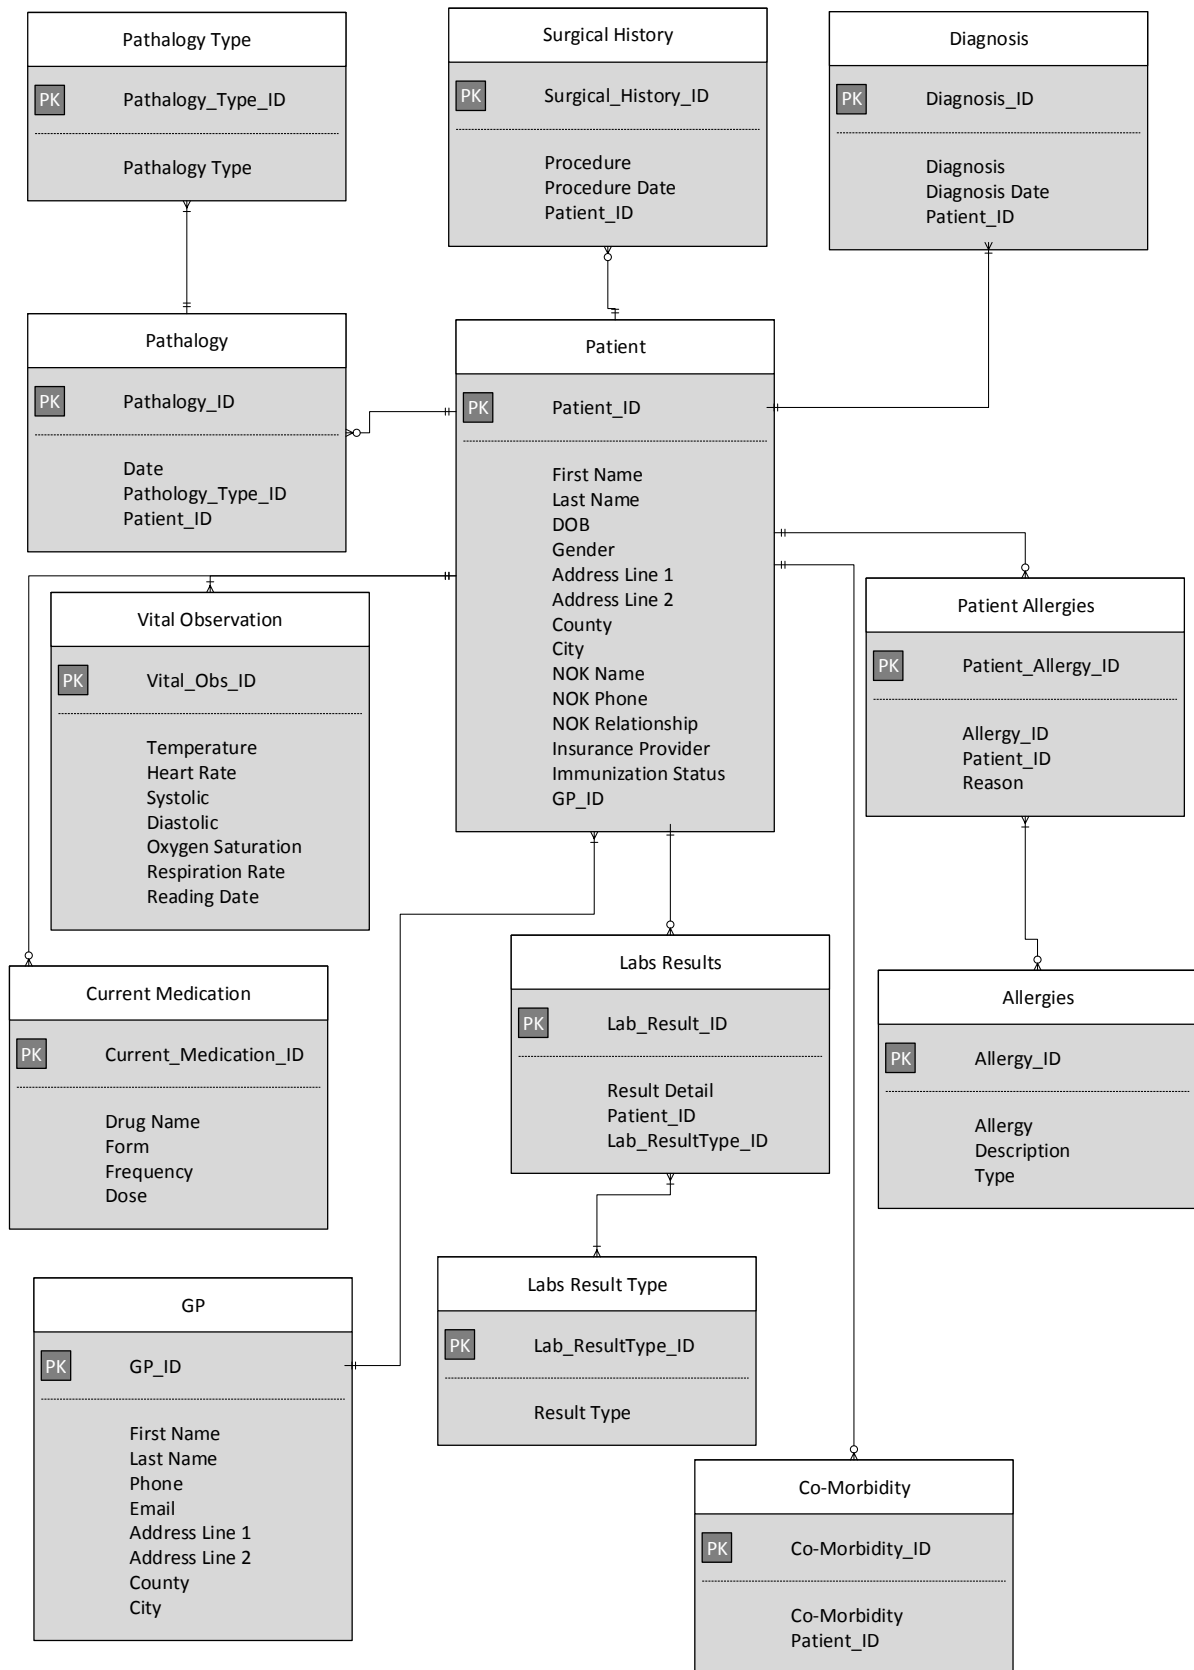 Pathalogy Type
PK
Pathalogy_Type_ID
Pathalogy Type
Surgical History
PK
Surgical_History_ID
Procedure
Procedure Date
Patient_ID
Diagnosis
PK
Diagnosis_ID
Diagnosis
Diagnosis Date
Patient_ID
Pathalogy
PK
Pathalogy_ID
Date
Pathology_Type_ID
Patient_ID
Patient
PK
Patient_ID
First Name
Last Name
DOB
Gender
Address Line 1
Address Line 2
County
City
NOK Name
NOK Phone
NOK Relationship
Insurance Provider
Immunization Status
GP_ID
Vital Observation
PK
Vital_Obs_ID
Temperature
Heart Rate
Systolic
Diastolic
Oxygen Saturation
Respiration Rate
Reading Date
Patient Allergies
PK
Patient_Allergy_ID
Allergy_ID
Patient_ID
Reason
Current Medication
PK
Current_Medication_ID
Drug Name
Form
Frequency
Dose
Labs Results
PK
Lab_Result_ID
Result Detail
Patient_ID
Lab_ResultType_ID
Allergies
PK
Allergy_ID
Allergy
Description
Type
GP
PK
GP_ID
First Name
Last Name
Phone
Email
Address Line 1
Address Line 2
County
City
Labs Result Type
PK
Lab_ResultType_ID
Result Type
Co-Morbidity
PK
Co-Morbidity_ID
Co-Morbidity
Patient_ID